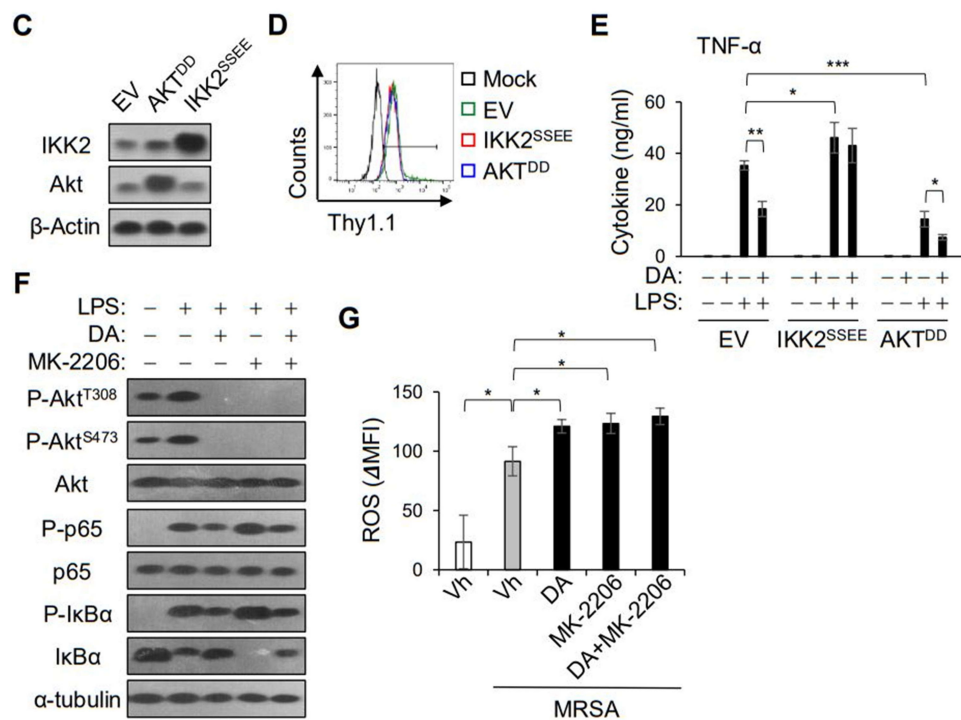 C
EV AKTDD IKK2SSEE
IKK2
Akt
β-Actin
D
Counts
Thy1.1
Mock
EV
IKK2SSEE
AKTDD
E
TNF-α
***
*
**
*
Cytokine (ng/ml)
60
40
20
0
DA: − + − + − + − + − + − +
LPS: − − + + − − + + − − + +
EV IKK2SSEE AKTDD
F
LPS: − + + + +
DA: − − + − +
MK-2206: − − − + +
P-AktT308
P-AktS473
Akt
P-p65
p65
P-IκBα
IκBα
α-tubulin
G
*
*
* *
ROS (ΔMFI)
150
100
50
0
Vh Vh DA MK-2206 DA+MK-2206
MRSA